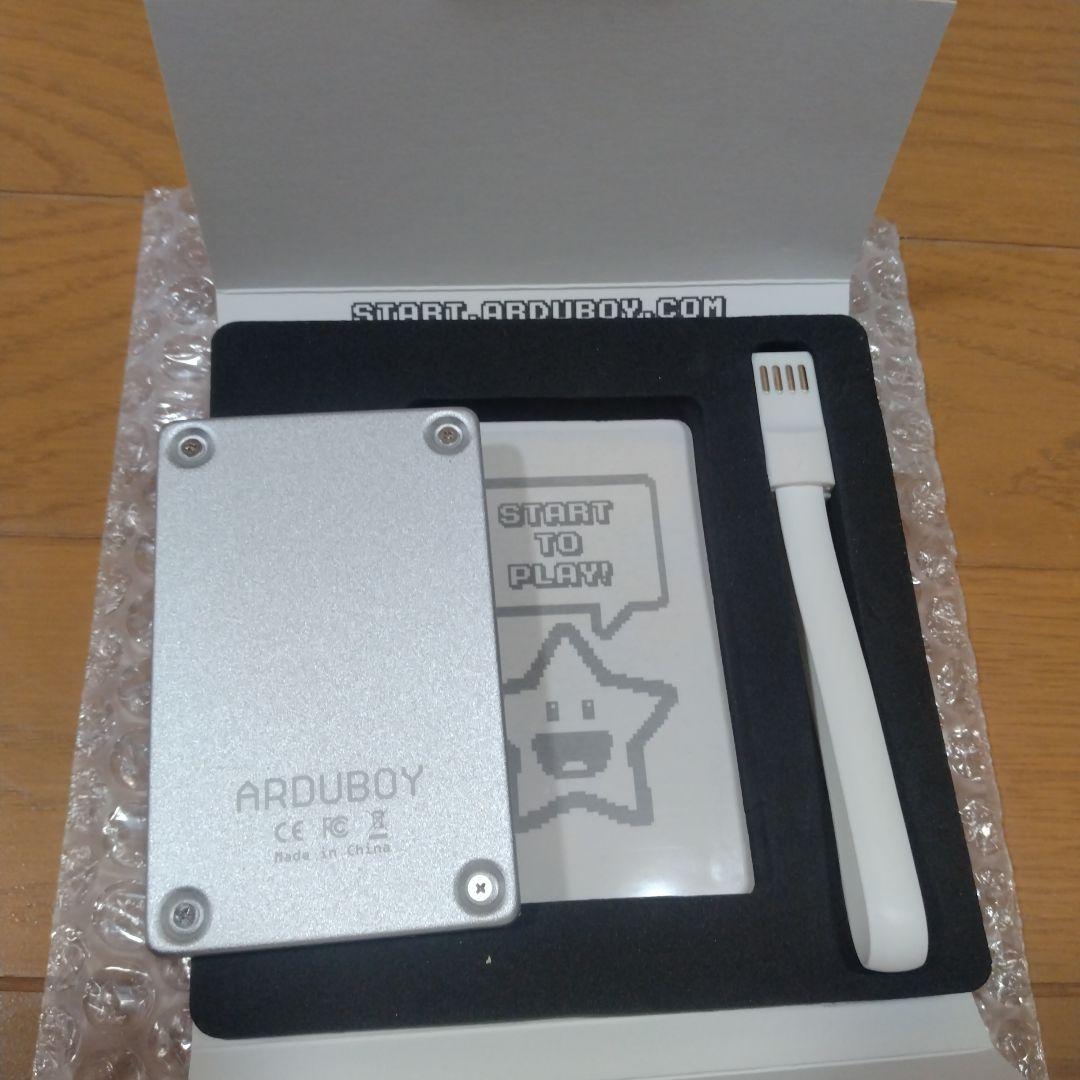 START.ARDUBOY.COM
START
TO
PLAY!
ARDUBOY
CE FC
Made in China